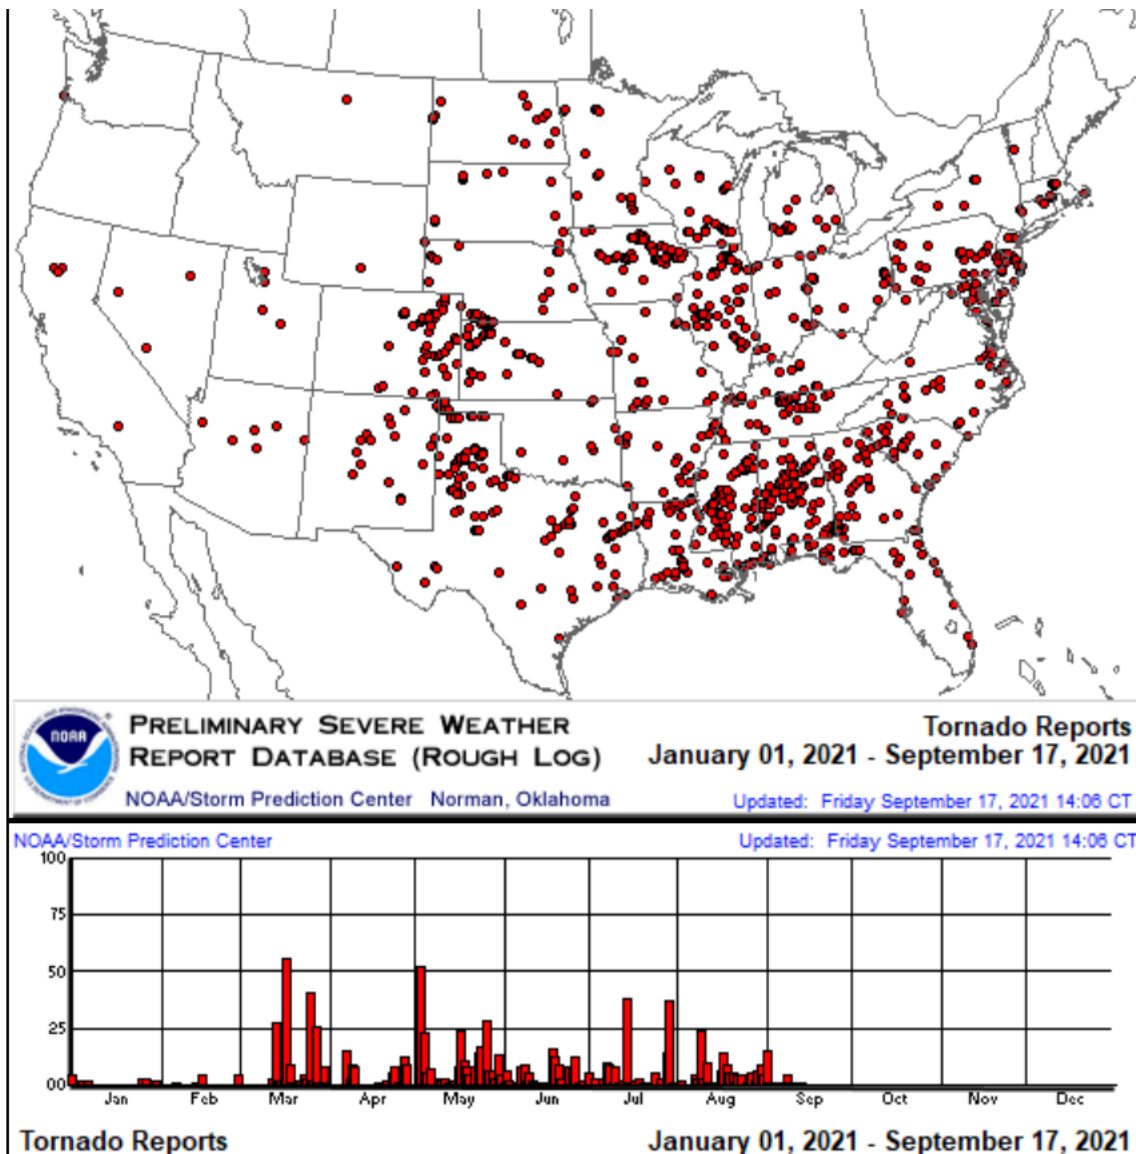 NOAA
PRELIMINARY SEVERE WEATHER
REPORT DATABASE (ROUGH LOG)
NOAA/Storm Prediction Center Norman, Oklahoma
Tornado Reports
January 01, 2021 - September 17, 2021
Updated: Friday September 17, 2021 14:06 CT
NOAA/Storm Prediction Center Updated: Friday September 17, 2021 14:06 CT
100
75
50
25
00
Jan Feb Mar Apr May Jun Jul Aug Sep Oct Nov Dec
Tornado Reports January 01, 2021 - September 17, 2021